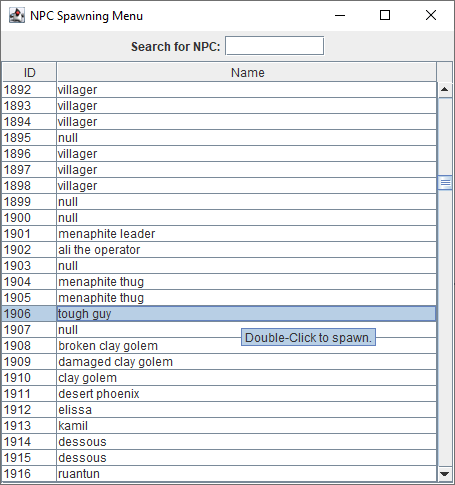 NPC Spawning Menu
Search for NPC:
ID Name
1892 villager
1893 villager
1894 villager
1895 null
1896 villager
1897 villager
1898 villager
1899 null
1900 null
1901 menaphite leader
1902 ali the operator
1903 null
1904 menaphite thug
1905 menaphite thug
1906 tough guy
1907 null
Double-Click to spawn.
1908 broken clay golem
1909 damaged clay golem
1910 clay golem
1911 desert phoenix
1912 elissa
1913 kamil
1914 dessous
1915 dessous
1916 ruantun